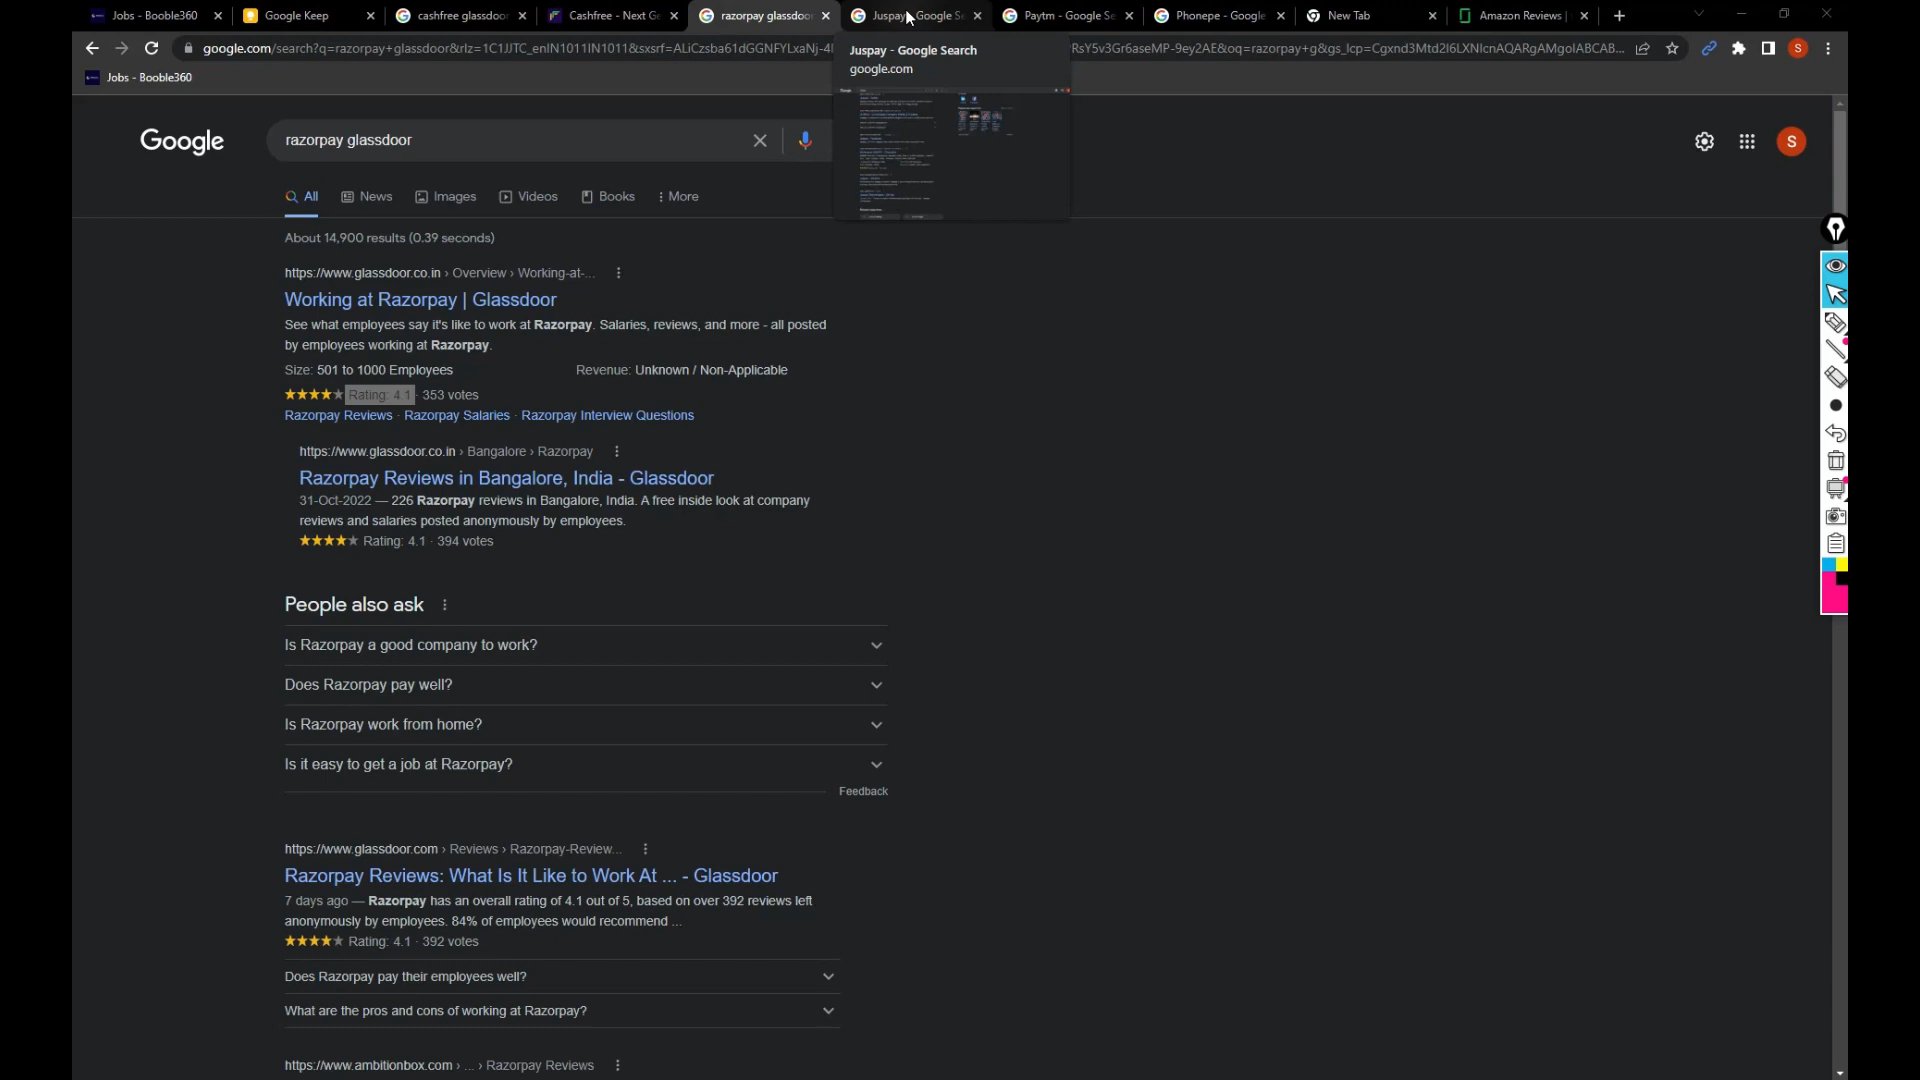 Jobs - Booble360
Google Keep
cashfree glassdoor
Cashfree - Next Ge
razorpay glassdoor
Juspay - Google Se
Paytm - Google Se
Phonepe - Google
New Tab
Amazon Reviews |
google.com/search?q=razorpay+glassdoor&rlz=1C1JJTC_enIN1011IN1011&sxsrf=ALiCzsba61dGGNFYLxaNj-4l
RsY5v3Gr6aseMP-9ey2AE&oq=razorpay+g&gs_lcp=Cgxnd3Mtd2l6LXNlcnAQARgAMgoIABCAB...
S
Juspay - Google Search
google.com
Jobs - Booble360
Google
razorpay glassdoor
S
All
News
Images
Videos
Books
More
About 14,900 results (0.39 seconds)
https://www.glassdoor.co.in › Overview › Working-at-...
Working at Razorpay | Glassdoor
See what employees say it's like to work at Razorpay. Salaries, reviews, and more - all posted
by employees working at Razorpay.
Size: 501 to 1000 Employees Revenue: Unknown / Non-Applicable
Rating: 4.1 · 353 votes
Razorpay Reviews · Razorpay Salaries · Razorpay Interview Questions
https://www.glassdoor.co.in › Bangalore › Razorpay
Razorpay Reviews in Bangalore, India - Glassdoor
31-Oct-2022 — 226 Razorpay reviews in Bangalore, India. A free inside look at company
reviews and salaries posted anonymously by employees.
Rating: 4.1 · 394 votes
People also ask
Is Razorpay a good company to work?
Does Razorpay pay well?
Is Razorpay work from home?
Is it easy to get a job at Razorpay?
Feedback
https://www.glassdoor.com › Reviews › Razorpay-Review...
Razorpay Reviews: What Is It Like to Work At ... - Glassdoor
7 days ago — Razorpay has an overall rating of 4.1 out of 5, based on over 392 reviews left
anonymously by employees. 84% of employees would recommend ...
Rating: 4.1 · 392 votes
Does Razorpay pay their employees well?
What are the pros and cons of working at Razorpay?
https://www.ambitionbox.com › ... › Razorpay Reviews